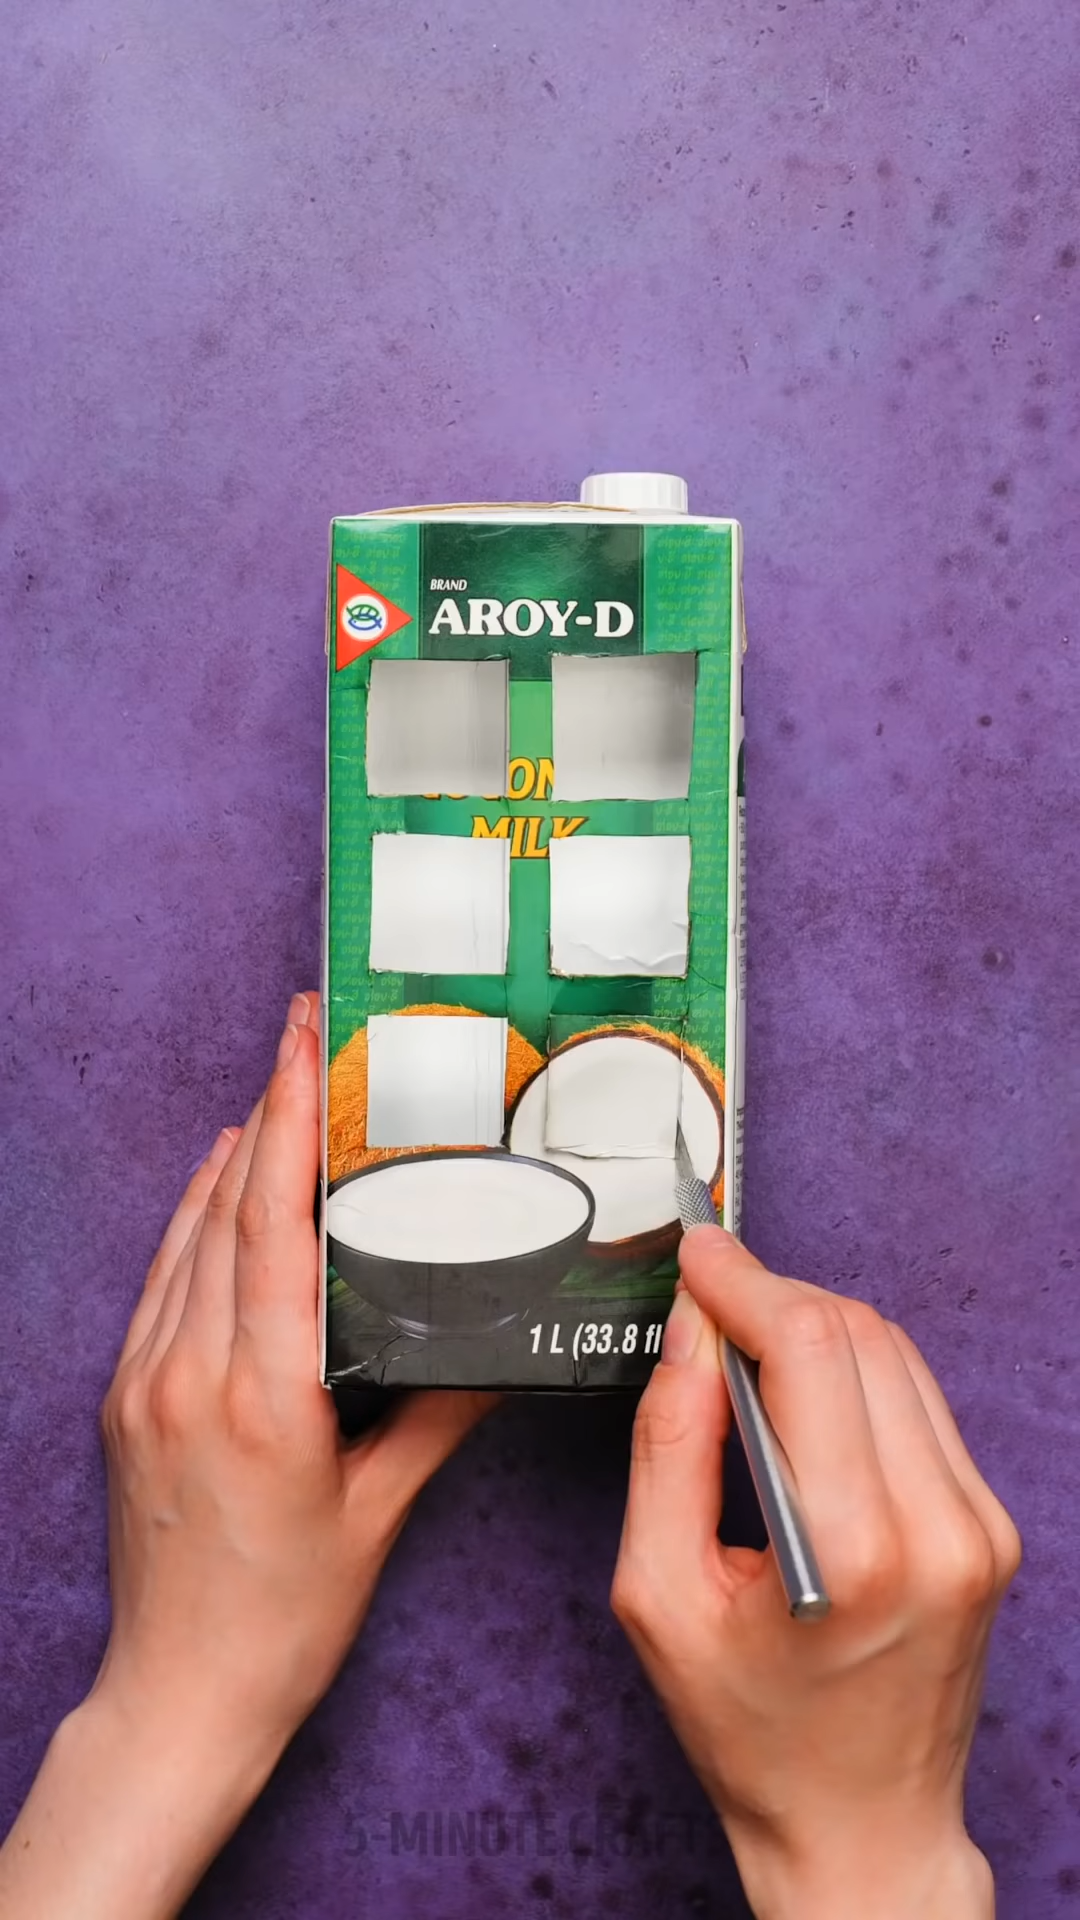 BRAND
AROY-D
MILK
1 L (33.8 fl
5-MINUTE CRAFTS